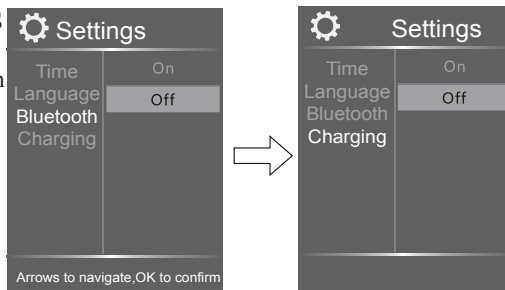 Settings
Time
Language
Bluetooth
Charging
On
Off
Arrows to navigate,OK to confirm
Settings
Time
Language
Bluetooth
Charging
On
Off